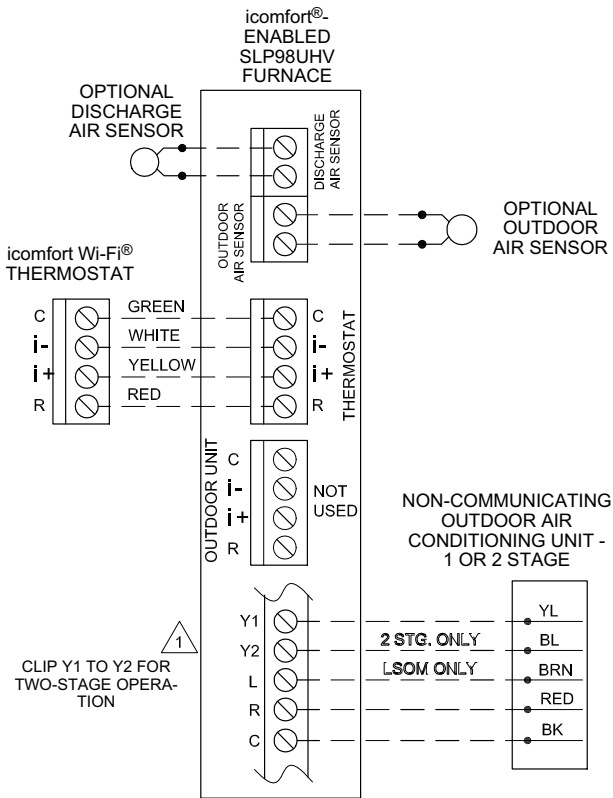 icomfort®-
ENABLED
SLP98UHV
FURNACE
OPTIONAL
DISCHARGE
AIR SENSOR
DISCHARGE
AIR SENSOR
OUTDOOR
AIR SENSOR
OPTIONAL
OUTDOOR
AIR SENSOR
icomfort Wi-Fi®
THERMOSTAT
C
i-
i+
R
GREEN
WHITE
YELLOW
RED
C
i-
i+
R
THERMOSTAT
OUTDOOR UNIT
C
i-
i+
R
NOT
USED
NON-COMMUNICATING
OUTDOOR AIR
CONDITIONING UNIT -
1 OR 2 STAGE
1
CLIP Y1 TO Y2 FOR
TWO-STAGE OPERA-
TION
Y1
Y2
L
R
C
2 STG. ONLY
LSOM ONLY
YL
BL
BRN
RED
BK